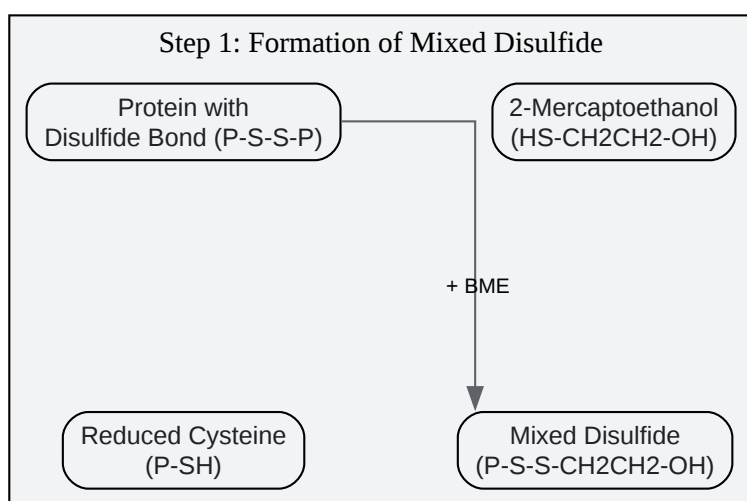 Step 1: Formation of Mixed Disulfide
Protein with
Disulfide Bond (P-S-S-P)
2-Mercaptoethanol
(HS-CH2CH2-OH)
+ BME
Reduced Cysteine
(P-SH)
Mixed Disulfide
(P-S-S-CH2CH2-OH)